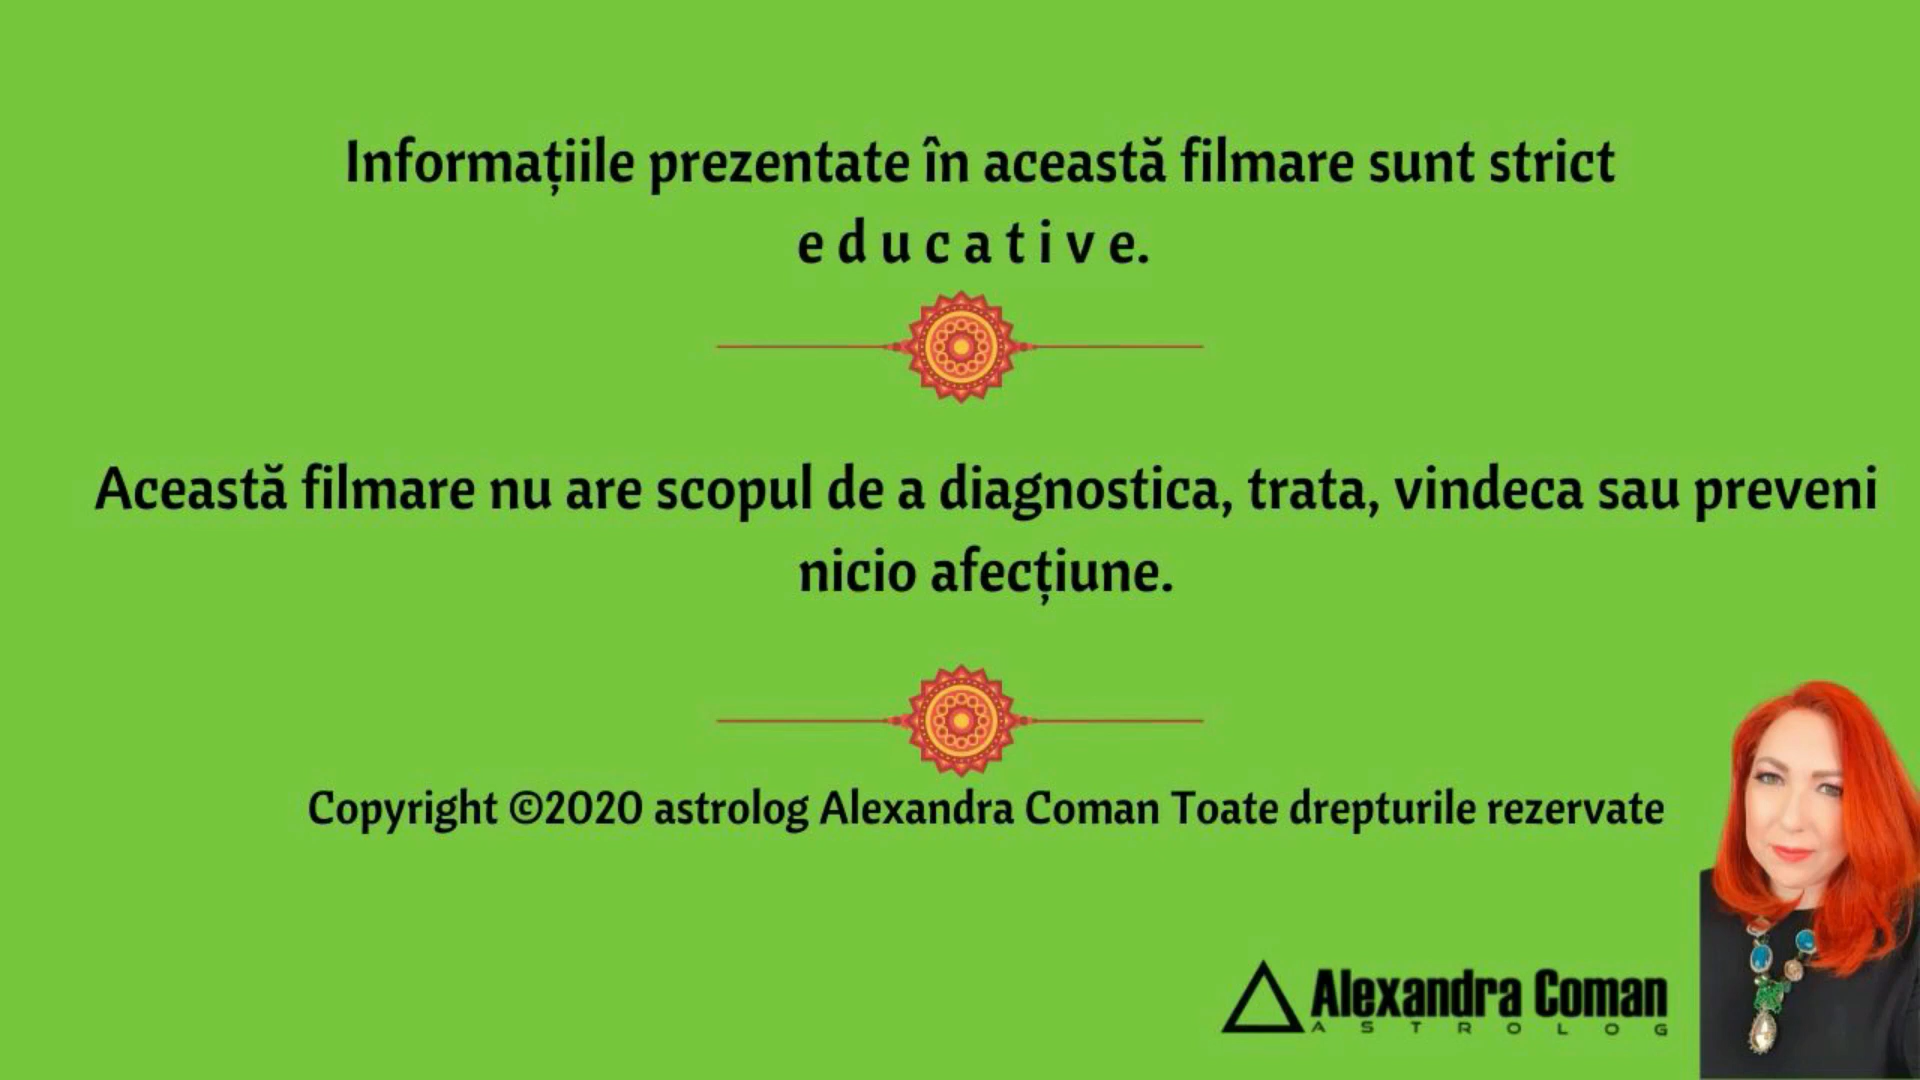 Informațiile prezentate în această filmare sunt strict
e d u c a t i v e.
Această filmare nu are scopul de a diagnostica, trata, vindeca sau preveni
nicio afecțiune.
Copyright ©2020 astrolog Alexandra Coman Toate drepturile rezervate
Alexandra Coman
ASTROLOG